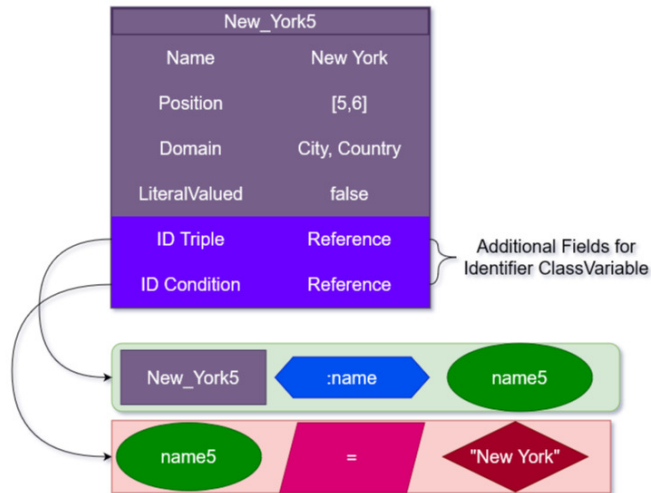 New_York5
Name New York
Position [5,6]
Domain City, Country
LiteralValued false
ID Triple Reference
ID Condition Reference
Additional Fields for
Identifier ClassVariable
New_York5 :name name5
name5 = "New York"